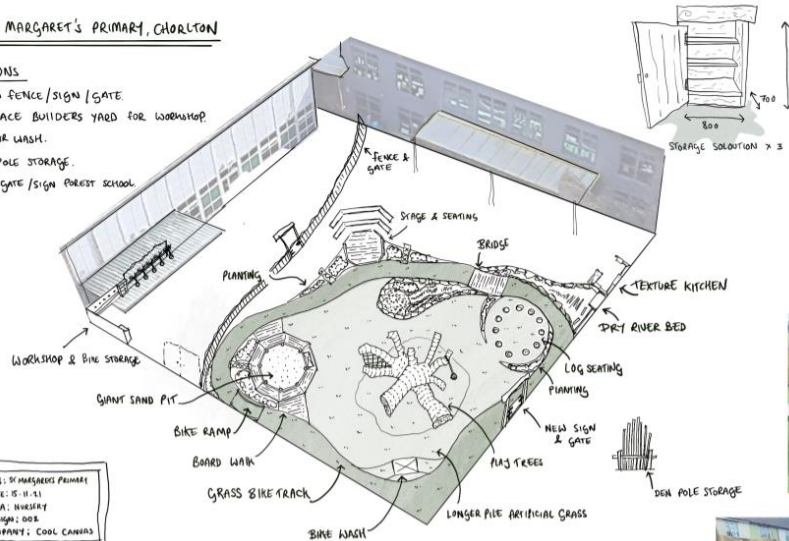 MARGARET'S PRIMARY, CHORLTON
ONS
FENCE/SIGN/GATE.
ACE BUILDERS YARD FOR WORKSHOP.
R WASH.
POLE STORAGE.
GATE/SIGN FOREST SCHOOL.
700
800
STORAGE SOLOUTION x 3
FENCE &
GATE
STAGE & SEATING
BRIDGE
PLANTING
TEXTURE KITCHEN
DRY RIVER BED
WORKSHOP & BIKE STORAGE
LOG SEATING
PLANTING
GIANT SAND PIT
NEW SIGN
& GATE
BIKE RAMP
BOARD WALK
PLAY TREES
GRASS BIKE TRACK
DEN POLE STORAGE
LONGER PILE ARTIFICIAL GRASS
BIKE WASH
: ST MARGARETS PRIMARY
E: 15-11-21
A: NURSERY
IGN: 002
PANY: COOL CANVAS